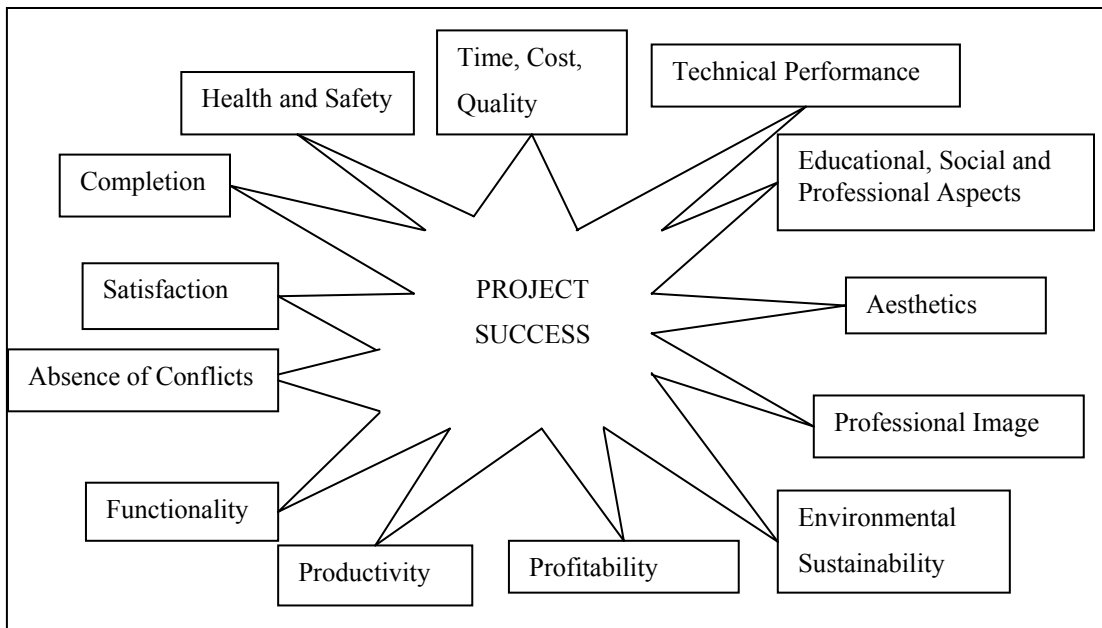 Time, Cost,
Quality
Technical Performance
Health and Safety
Educational, Social and
Professional Aspects
Completion
Satisfaction
PROJECT
SUCCESS
Aesthetics
Absence of Conflicts
Professional Image
Functionality
Environmental
Sustainability
Productivity
Profitability